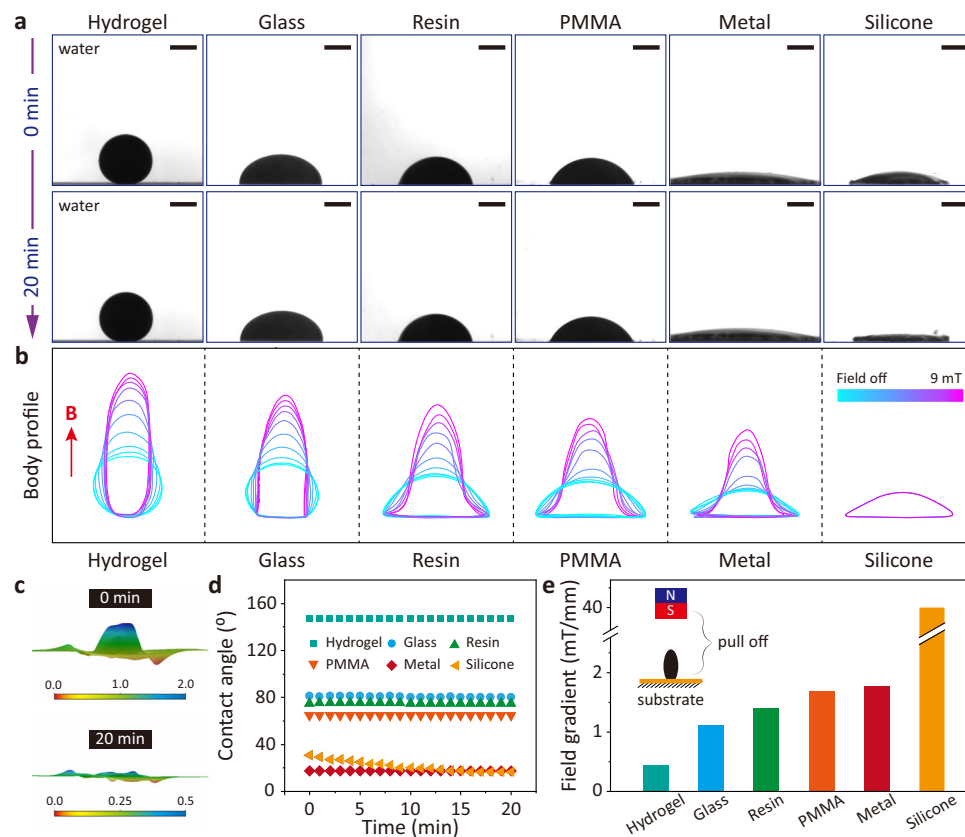 a
Hydrogel Glass Resin PMMA Metal Silicone
0 min
water
20 min
water
b
Body profile
B
Field off 9 mT
Hydrogel Glass Resin PMMA Metal Silicone
c
0 min
0.0 1.0 2.0
20 min
0.0 0.25 0.5
d
Contact angle (⁰)
160
120
80
40
0
Hydrogel Glass Resin
PMMA Metal Silicone
0 5 10 15 20
Time (min)
e
Field gradient (mT/mm)
40
2
1
0
N
S
pull off
substrate
Hydrogel
Glass
Resin
PMMA
Metal
Silicone